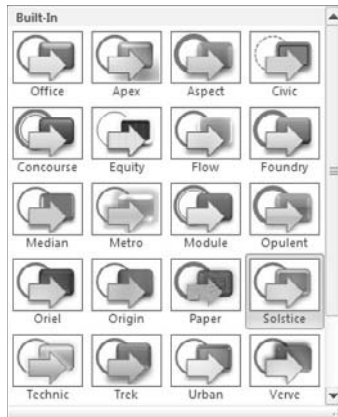 Built-In
Office Apex Aspect Civic
Concourse Equity Flow Foundry
Median Metro Module Opulent
Oriel Origin Paper Solstice
Technic Trek Urban Verve